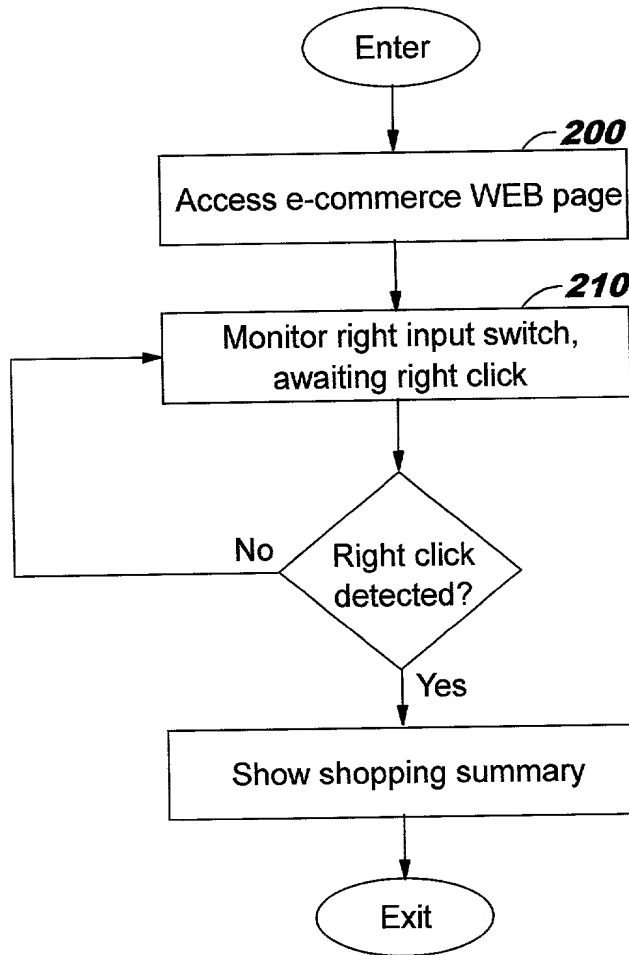 Enter
200
Access e-commerce WEB page
210
Monitor right input switch,
awaiting right click
No
Right click
detected?
Yes
Show shopping summary
Exit